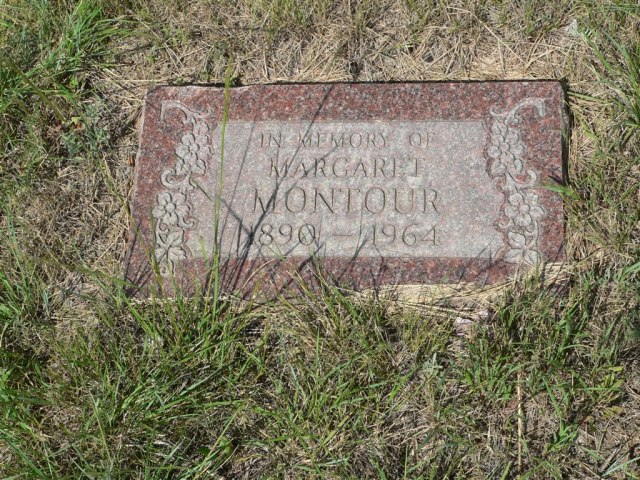 IN MEMORY OF
MARGARET
MONTOUR
1890 — 1964